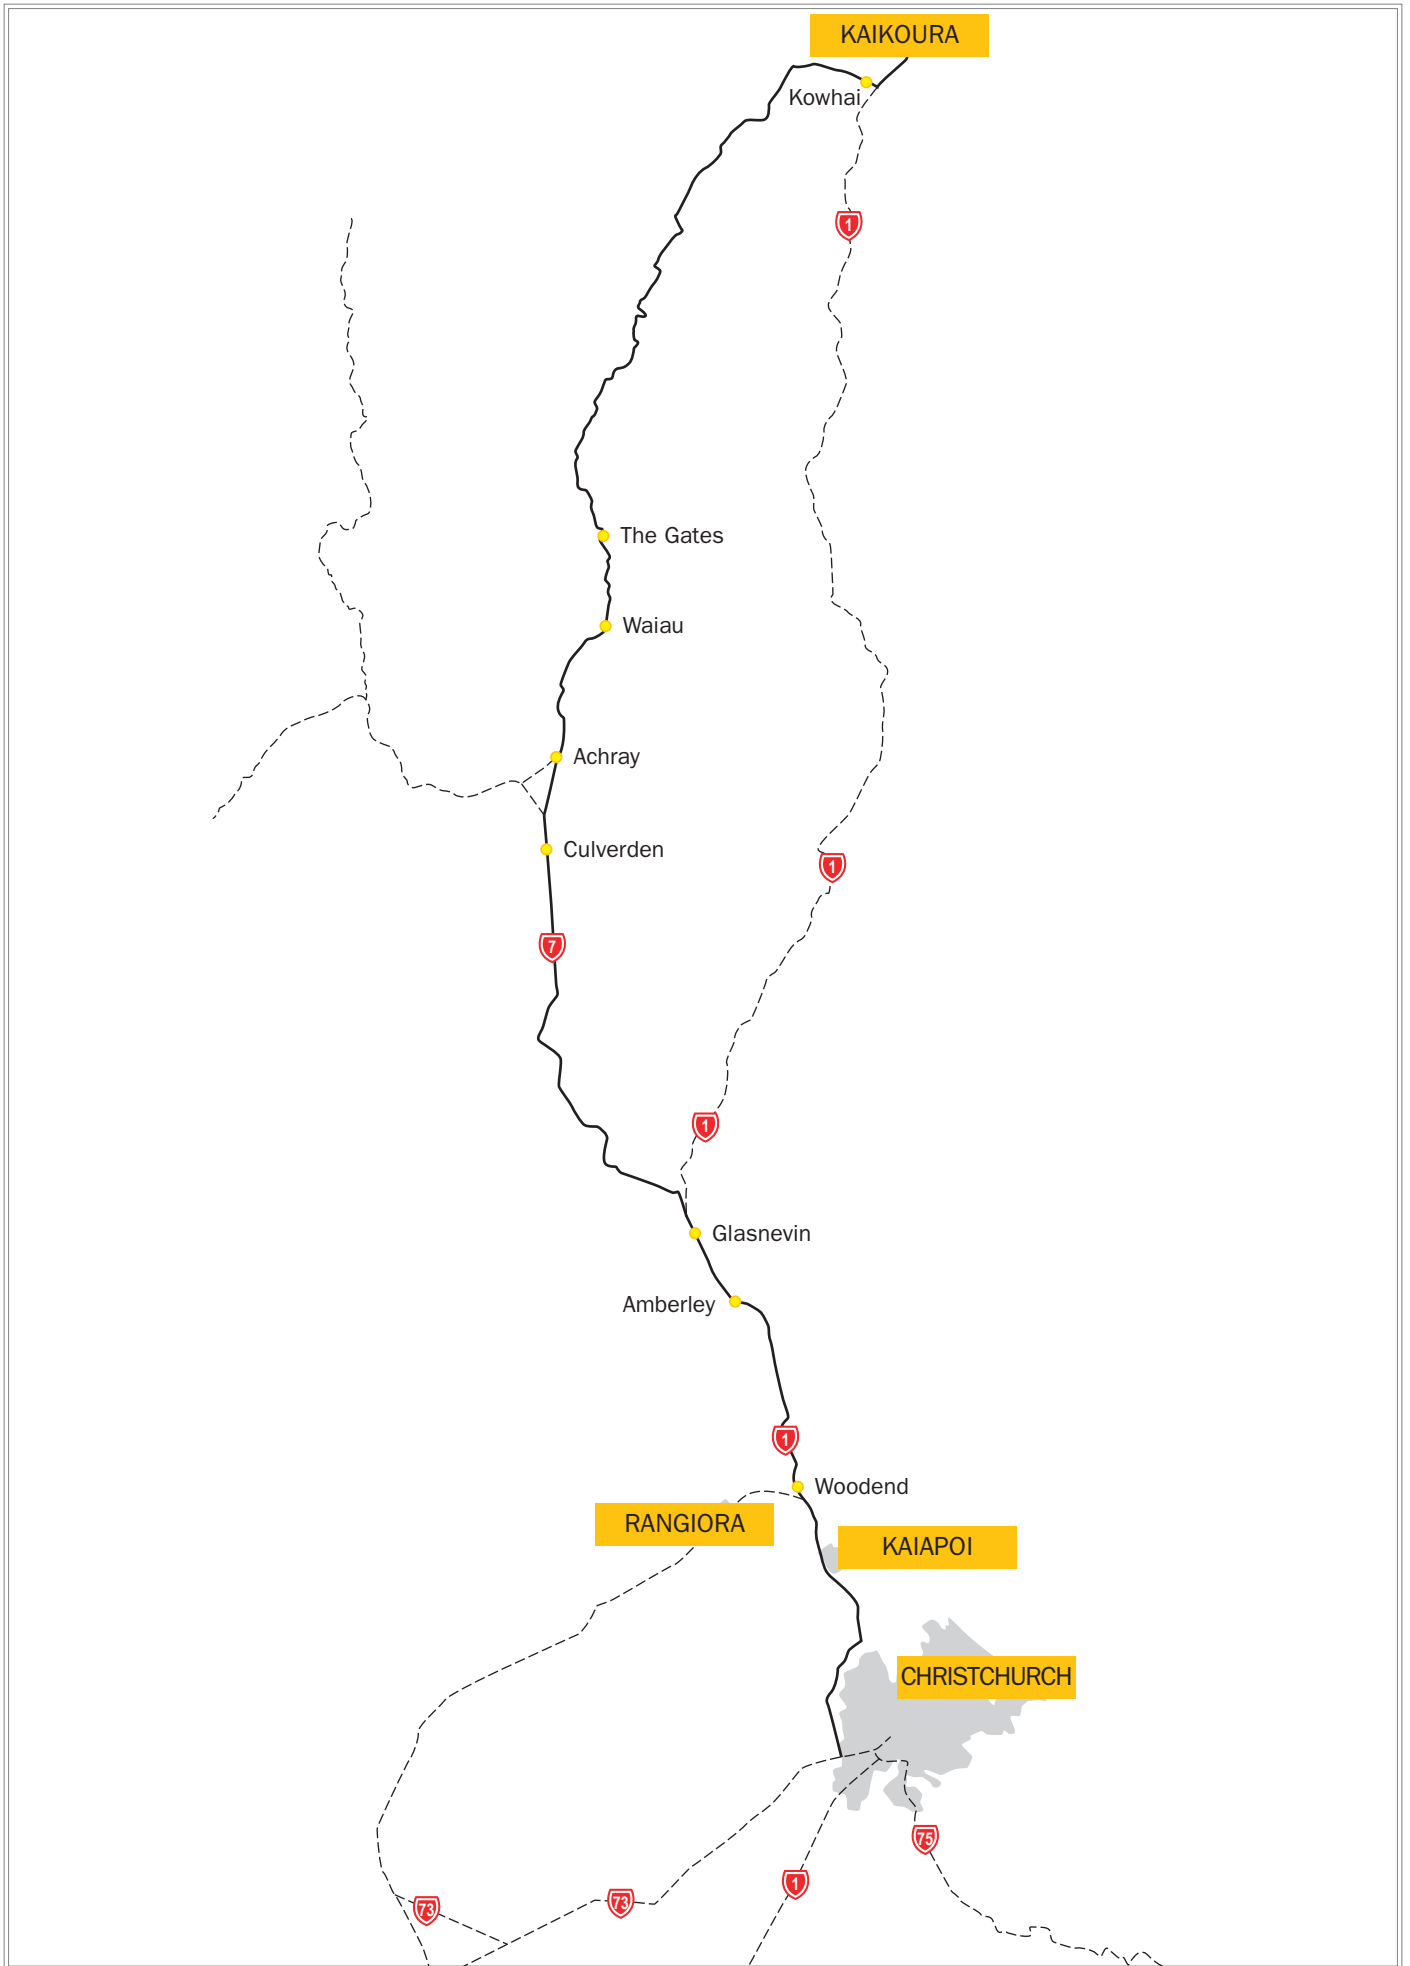 KAIKOURA
Kowhai
1
The Gates
Waiau
Achray
Culverden
1
7
1
Glasnevin
Amberley
1
Woodend
RANGIORA
KAIAPOI
CHRISTCHURCH
75
1
73
73